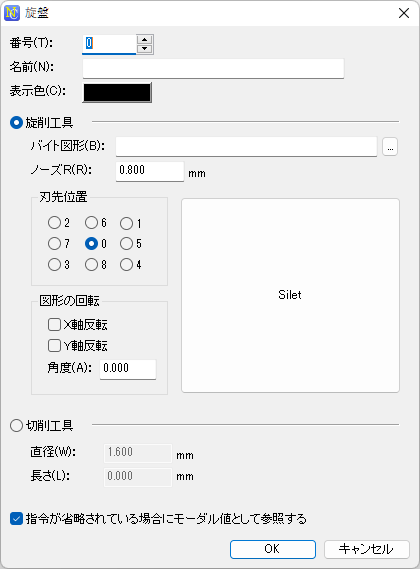 旋盤
番号(T): 0
名前(N):
表示色(C):
旋削工具
バイト図形(B): ...
ノーズR(R): 0.800 mm
刃先位置
2 6 1
7 0 5
3 8 4
図形の回転
X軸反転
Y軸反転
角度(A): 0.000
Silet
切削工具
直径(W): 1.600 mm
長さ(L): 0.000 mm
指令が省略されている場合にモーダル値として参照する
OK キャンセル